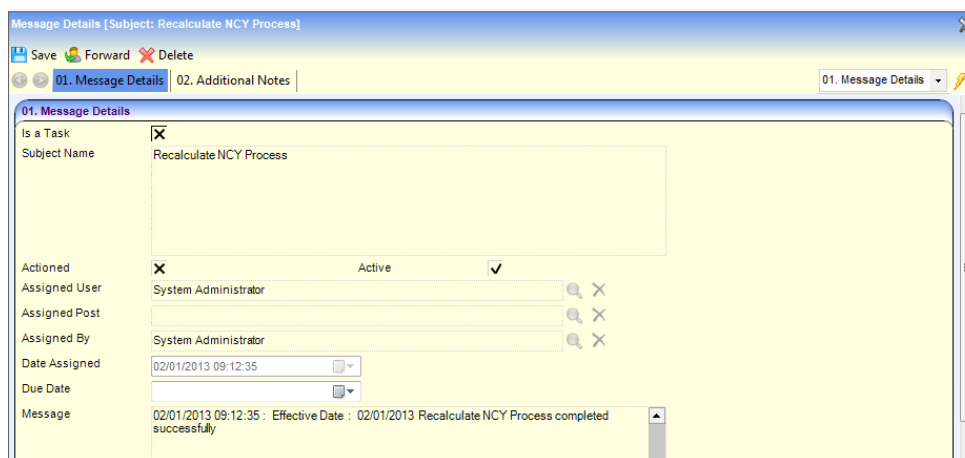 Message Details [Subject: Recalculate NCY Process]
Save Forward Delete
01. Message Details 02. Additional Notes 01. Message Details
01. Message Details
Is a Task
Subject Name Recalculate NCY Process
Actioned Active
Assigned User System Administrator
Assigned Post
Assigned By System Administrator
Date Assigned 02/01/2013 09:12:35
Due Date
Message 02/01/2013 09:12:35 : Effective Date : 02/01/2013 Recalculate NCY Process completed
successfully